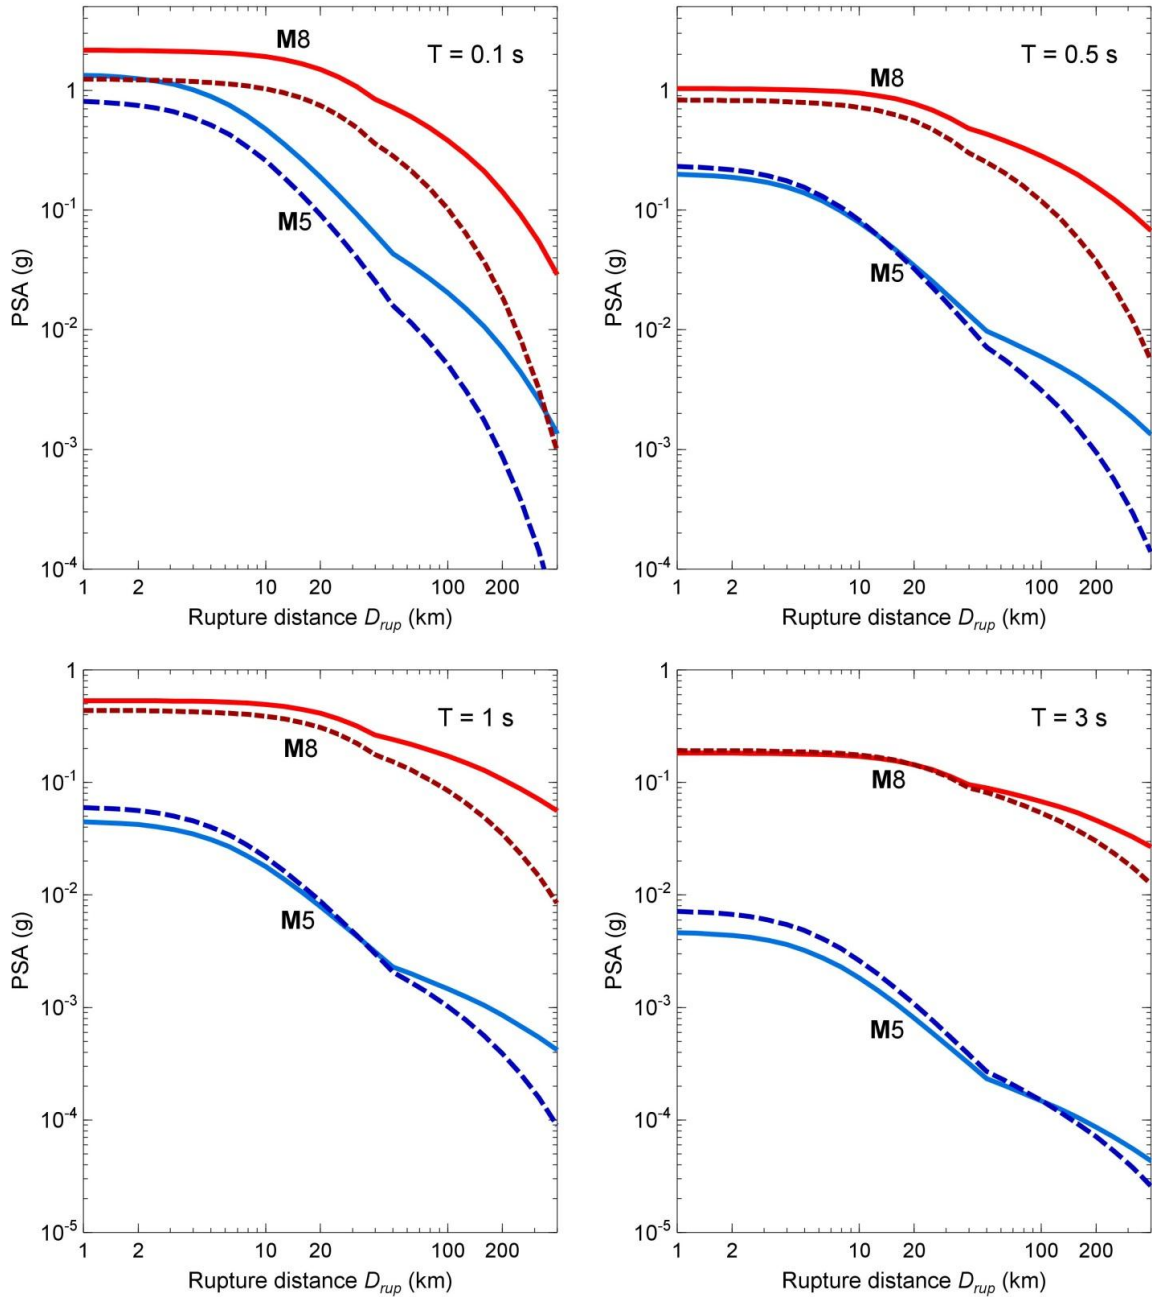 M8
T = 0.1 s
1
10-1
M5
10-2
10-3
10-4
PSA (g)
1 2 10 20 100 200
Rupture distance Drup (km)
M8
T = 0.5 s
1
10-1
M5
10-2
10-3
10-4
PSA (g)
1 2 10 20 100 200
Rupture distance Drup (km)
1
T = 1 s
M8
10-1
10-2
M5
10-3
10-4
10-5
PSA (g)
1 2 10 20 100 200
Rupture distance Drup (km)
1
T = 3 s
M8
10-1
10-2
M5
10-3
10-4
10-5
PSA (g)
1 2 10 20 100 200
Rupture distance Drup (km)